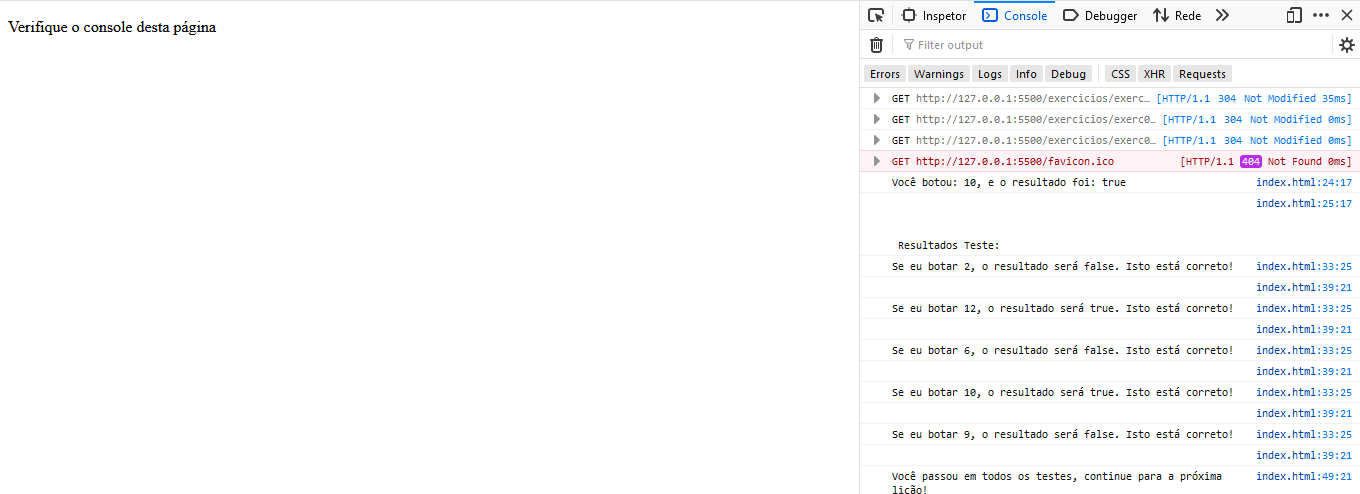 Verifique o console desta página
Inspetor Console Debugger Rede
Filter output
Errors Warnings Logs Info Debug CSS XHR Requests
GET http://127.0.0.1:5500/exercicios/exerc… [HTTP/1.1 304 Not Modified 35ms]
GET http://127.0.0.1:5500/exercicios/exerc0… [HTTP/1.1 304 Not Modified 0ms]
GET http://127.0.0.1:5500/exercicios/exerc0… [HTTP/1.1 304 Not Modified 0ms]
GET http://127.0.0.1:5500/favicon.ico [HTTP/1.1 404 Not Found 0ms]
Você botou: 10, e o resultado foi: true index.html:24:17
index.html:25:17
Resultados Teste:
Se eu botar 2, o resultado será false. Isto está correto! index.html:33:25
index.html:39:21
Se eu botar 12, o resultado será true. Isto está correto! index.html:33:25
index.html:39:21
Se eu botar 6, o resultado será false. Isto está correto! index.html:33:25
index.html:39:21
Se eu botar 10, o resultado será true. Isto está correto! index.html:33:25
index.html:39:21
Se eu botar 9, o resultado será false. Isto está correto! index.html:33:25
index.html:39:21
Você passou em todos os testes, continue para a próxima index.html:49:21
lição!